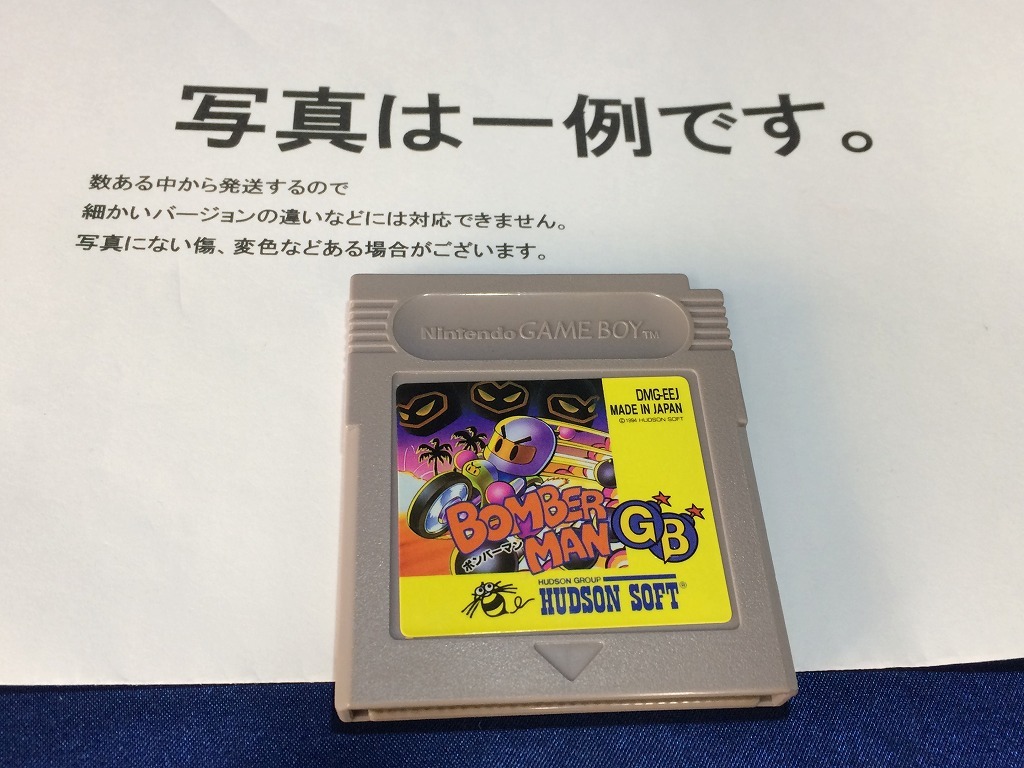 写真は一例です。
数ある中から発送するので
細かいバージョンの違いなどには対応できません。
写真にない傷、変色などある場合がございます。
Nintendo GAME BOY TM
DMG-EEJ
MADE IN JAPAN
©1994 HUDSON SOFT
BOMBER
MAN GB
ボンバーマン
HUDSON GROUP
HUDSON SOFT®